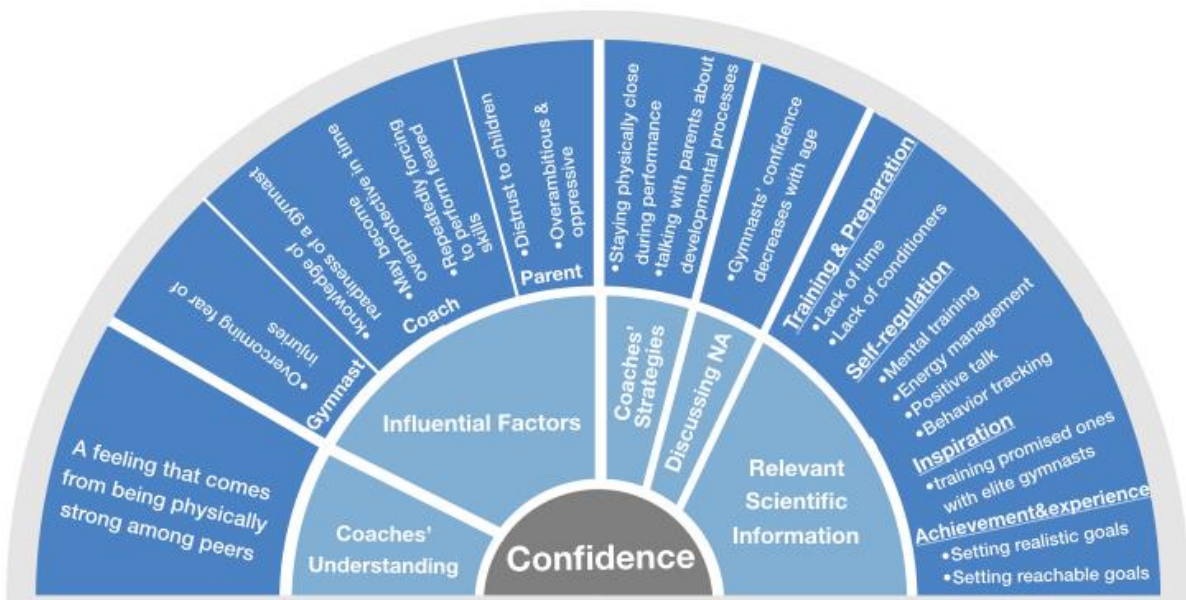 Confidence
Coaches'
Understanding
A feeling that comes
from being physically
strong among peers
Influential Factors
Gymnast
•Overcoming fear of
injuries
Coach
•knowledge of
readiness of a gymnast
•May become
overprotective in time
•Repeatedly forcing
to perform feared
skills
Parent
•Distrust to children
•Overambitious &
oppressive
Coaches'
Strategies
•Staying physically close
during performance
•talking with parents about
developmental processes
Discussing NA
•Gymnasts' confidence
decreases with age
Relevant
Scientific
Information
Training & Preparation
•Lack of time
•Lack of conditioners
Self-regulation
•Mental training
•Energy management
•Positive talk
•Behavior tracking
Inspiration
•training promised ones
with elite gymnasts
Achievement&experience
•Setting realistic goals
•Setting reachable goals